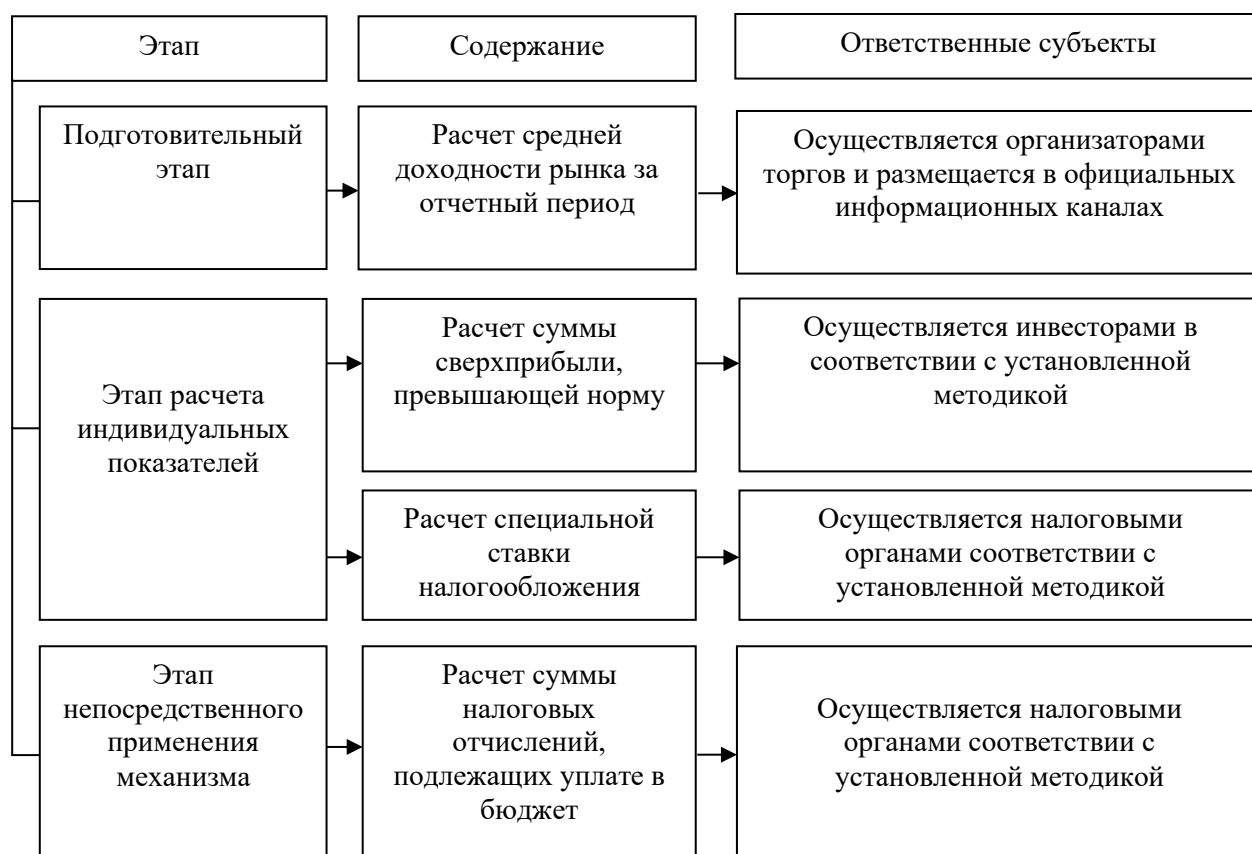 Этап
Содержание
Ответственные субъекты
Подготовительный
этап
Расчет средней
доходности рынка за
отчетный период
Осуществляется организаторами
торгов и размещается в официальных
информационных каналах
Этап расчета
индивидуальных
показателей
Расчет суммы
сверхприбыли,
превышающей норму
Осуществляется инвесторами в
соответствии с установленной
методикой
Расчет специальной
ставки
налогообложения
Осуществляется налоговыми
органами соответствии с
установленной методикой
Этап
непосредственного
применения
механизма
Расчет суммы
налоговых
отчислений,
подлежащих уплате в
бюджет
Осуществляется налоговыми
органами соответствии с
установленной методикой